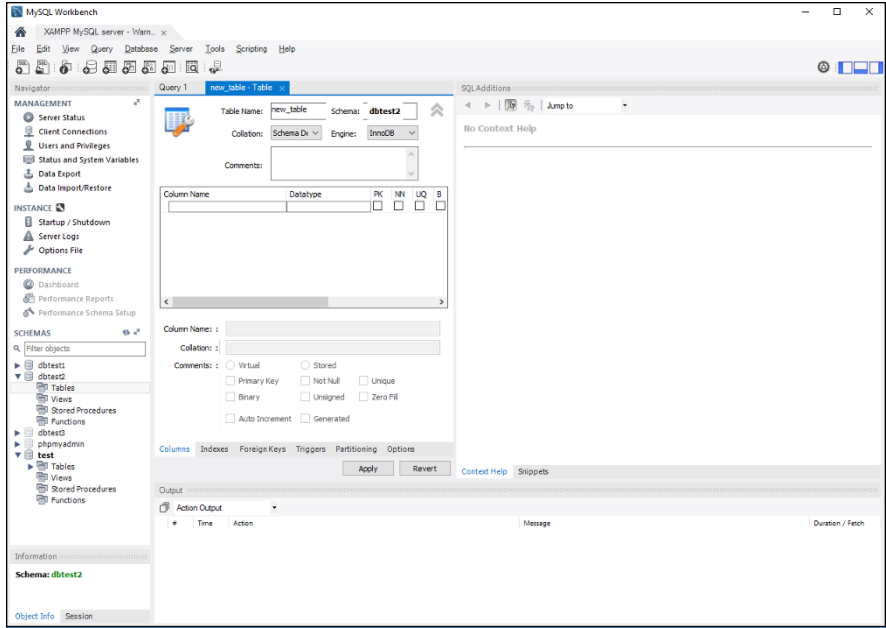 MySQL Workbench
XAMPP MySQL server - Warn...
File Edit View Query Database Server Tools Scripting Help
Navigator
MANAGEMENT
Server Status
Client Connections
Users and Privileges
Status and System Variables
Data Export
Data Import/Restore
INSTANCE
Startup / Shutdown
Server Logs
Options File
PERFORMANCE
Dashboard
Performance Reports
Performance Schema Setup
SCHEMAS
Filter objects
dbtest1
dbtest2
Tables
Views
Stored Procedures
Functions
dbtest3
phpmyadmin
test
Tables
Views
Stored Procedures
Functions
Information
Schema: dbtest2
Object Info Session
Query 1 new_table - Table
Table Name: new_table Schema: dbtest2
Collation: Schema De Engine: InnoDB
Comments:
Column Name Datatype PK NN UQ B
Column Name: :
Collation: :
Comments: : Virtual Stored
Primary Key Not Null Unique
Binary Unsigned Zero Fill
Auto Increment Generated
Columns Indexes Foreign Keys Triggers Partitioning Options
Apply Revert
SQLAdditions
Jump to
No Context Help
Context Help Snippets
Output
Action Output
# Time Action Message Duration / Fetch